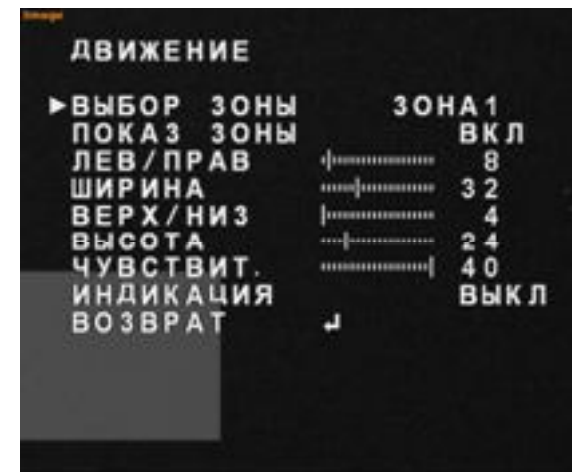 Image
ДВИЖЕНИЕ
►ВЫБОР ЗОНЫ ЗОНА1
ПОКАЗ ЗОНЫ ВКЛ
ЛЕВ/ПРАВ 8
ШИРИНА 32
ВЕРХ/НИЗ 4
ВЫСОТА 24
ЧУВСТВИТ. 40
ИНДИКАЦИЯ ВЫКЛ
ВОЗВРАТ ↲